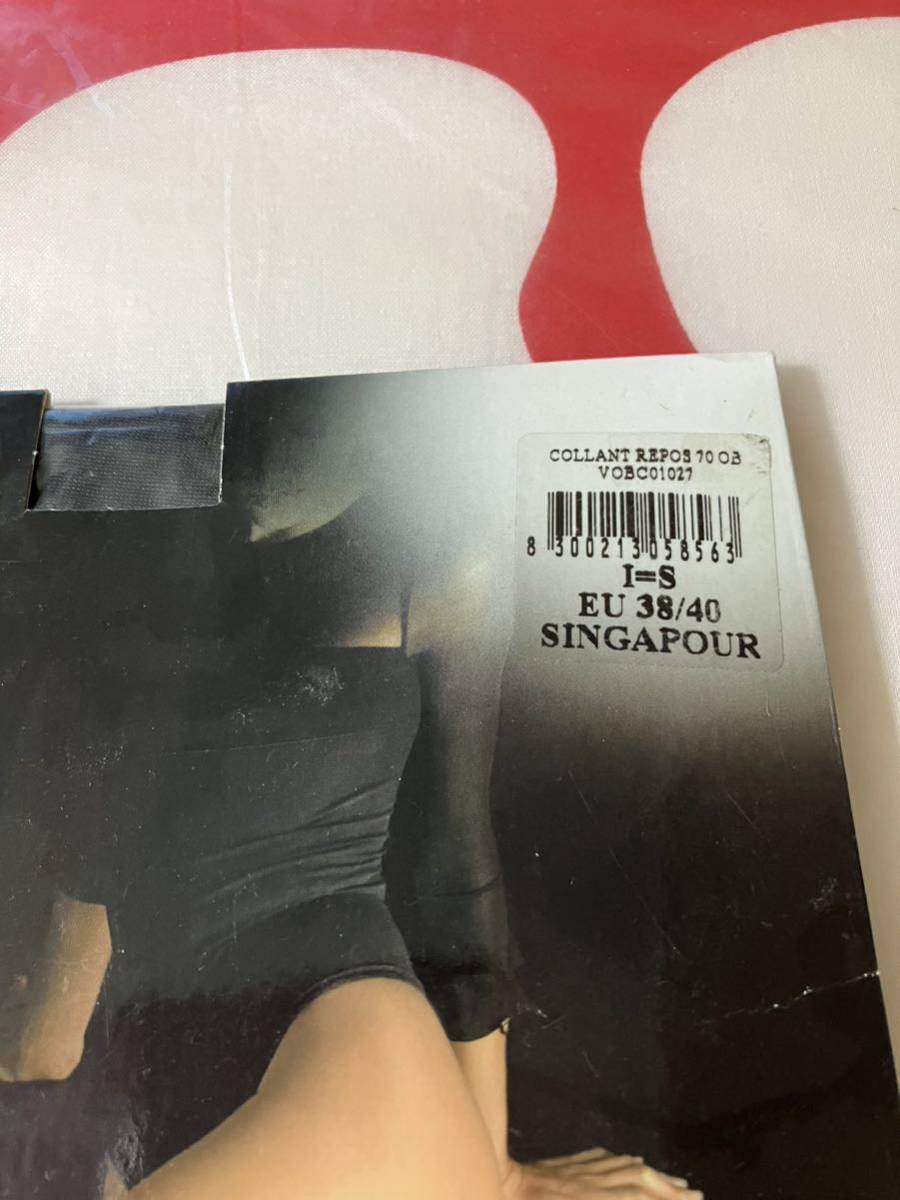 COLLANT REPOS 70 OB
VOBC01027
8 300213 058563
I=S
EU 38/40
SINGAPOUR